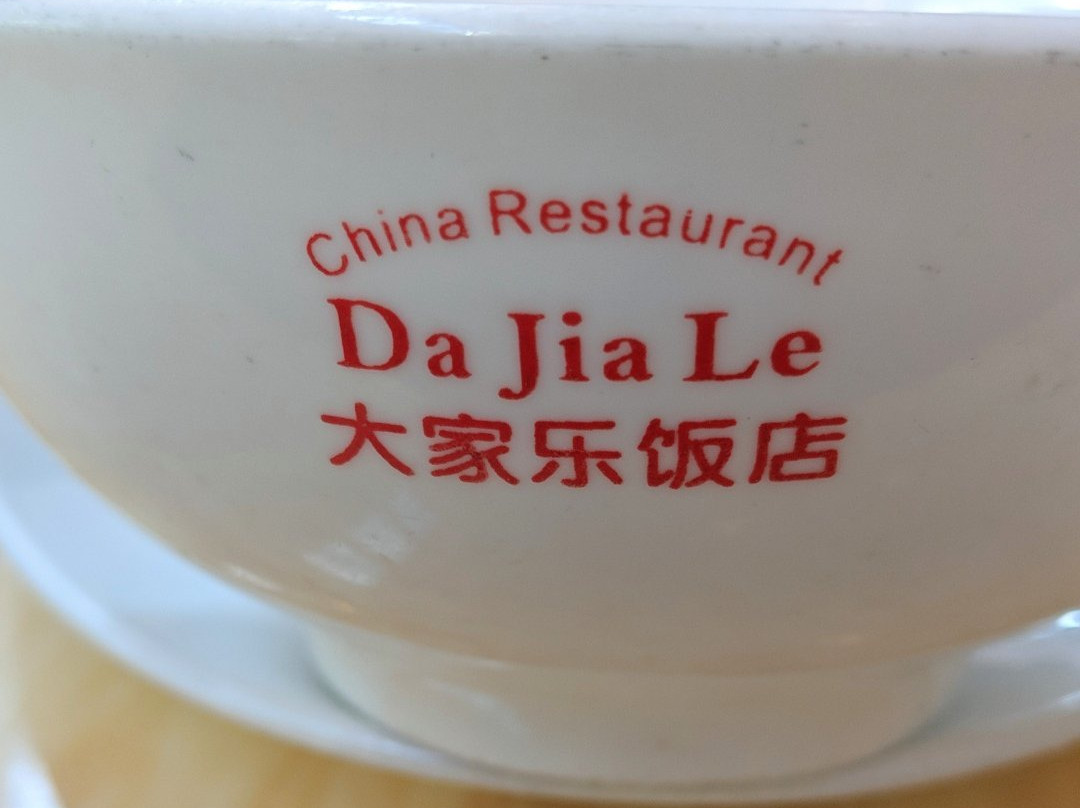 China Restaurant
Da Jia Le
大家乐饭店